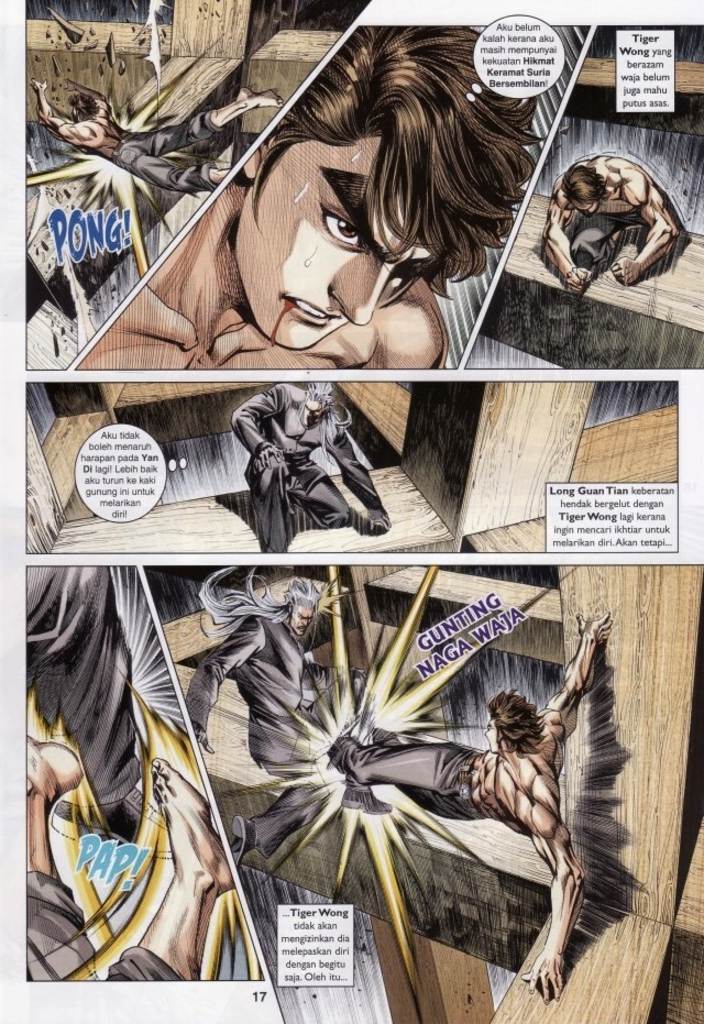 PONG!
Aku belum
kalah kerana aku
masih mempunyai
kekuatan Hikmat
Keramat Suria
Bersembilan!
Tiger
Wong yang
berazam
waja belum
juga mahu
putus asas.
Aku tidak
boleh menaruh
harapan pada Yan
Di lagi! Lebih baik
aku turun ke kaki
gunung ini untuk
melarikan
diri!
Long Guan Tian keberatan
hendak bergelut dengan
Tiger Wong lagi kerana
ingin mencari ikhtiar untuk
melarikan diri. Akan tetapi...
PAP!
GUNTING
NAGA WAJA
...Tiger Wong
tidak akan
mengizinkan dia
melepaskan diri
dengan begitu
saja. Oleh itu...
17